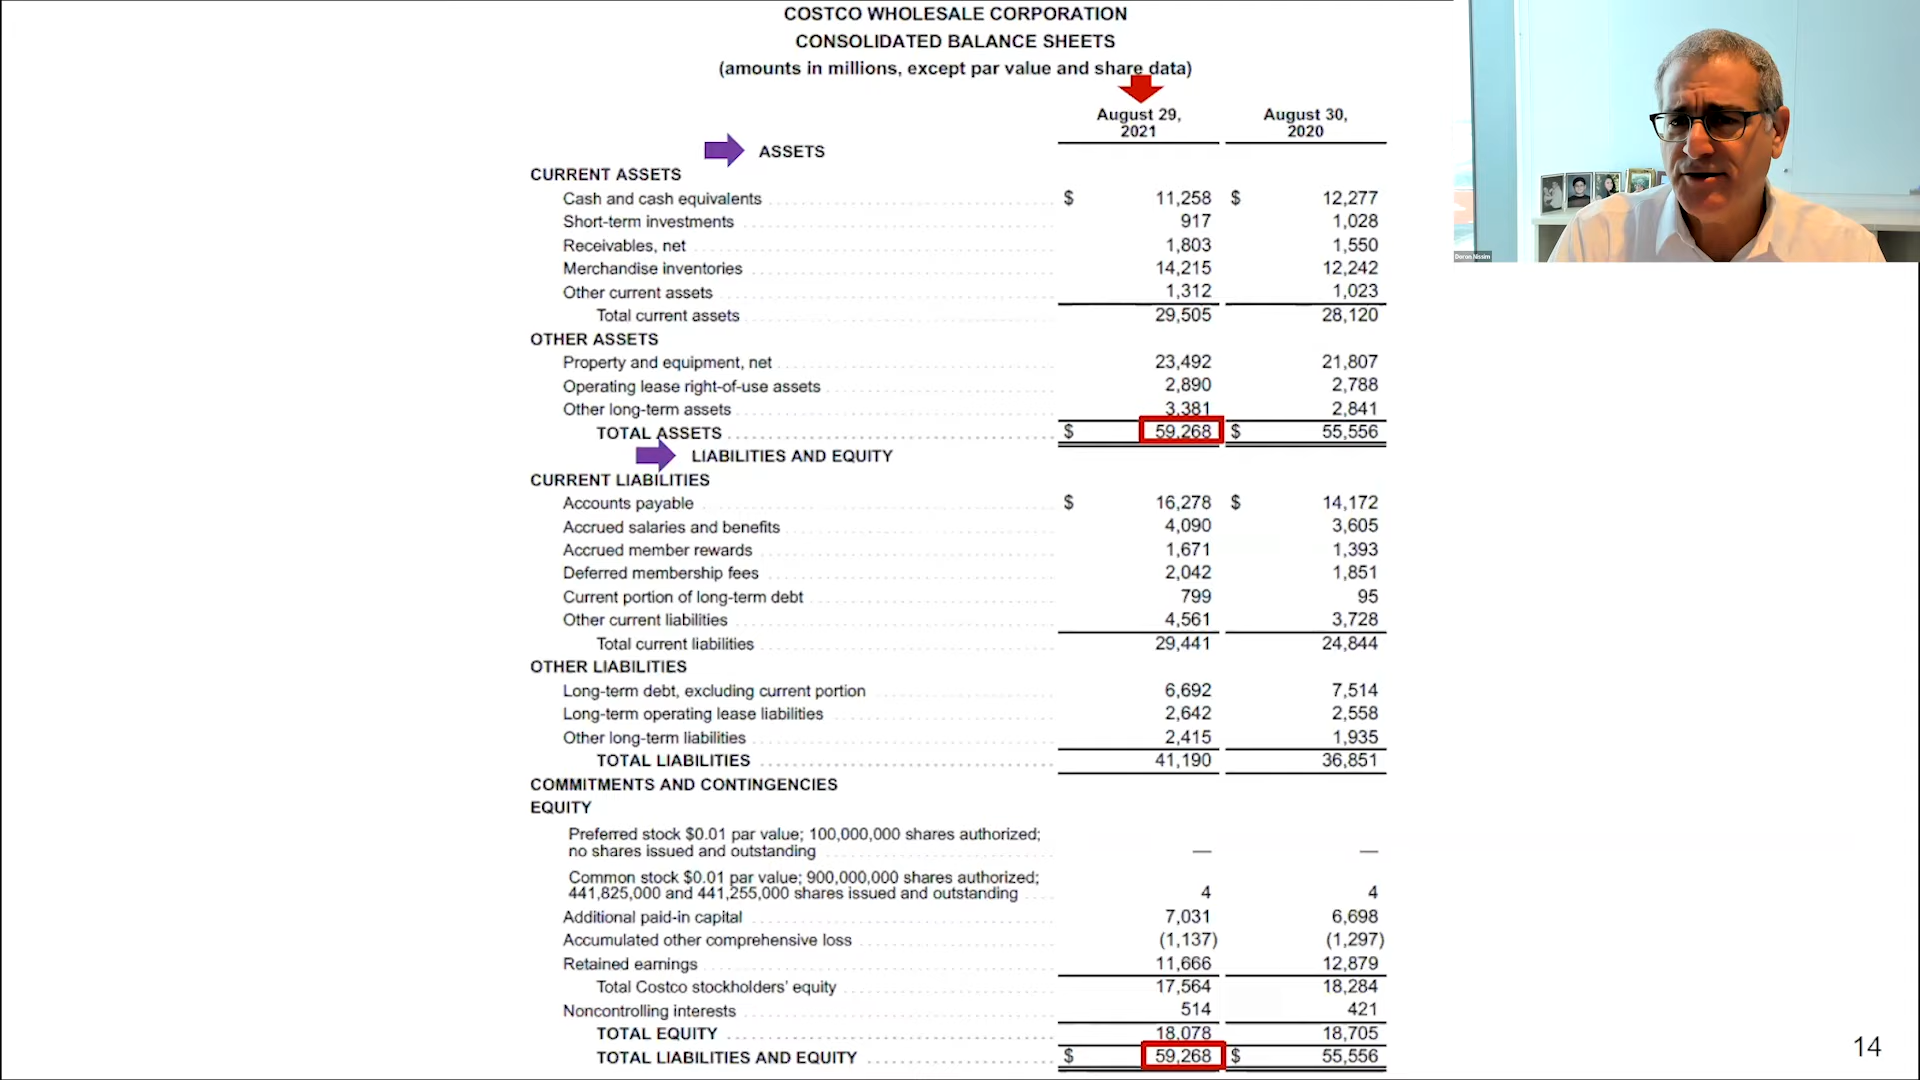 COSTCO WHOLESALE CORPORATION
CONSOLIDATED BALANCE SHEETS
(amounts in millions, except par value and share data)
August 29, 2021 August 30, 2020
ASSETS
CURRENT ASSETS
Cash and cash equivalents $ 11,258 $ 12,277
Short-term investments 917 1,028
Receivables, net 1,803 1,550
Merchandise inventories 14,215 12,242
Other current assets 1,312 1,023
Total current assets 29,505 28,120
OTHER ASSETS
Property and equipment, net 23,492 21,807
Operating lease right-of-use assets 2,890 2,788
Other long-term assets 3,381 2,841
TOTAL ASSETS $ 59,268 $ 55,556
LIABILITIES AND EQUITY
CURRENT LIABILITIES
Accounts payable $ 16,278 $ 14,172
Accrued salaries and benefits 4,090 3,605
Accrued member rewards 1,671 1,393
Deferred membership fees 2,042 1,851
Current portion of long-term debt 799 95
Other current liabilities 4,561 3,728
Total current liabilities 29,441 24,844
OTHER LIABILITIES
Long-term debt, excluding current portion 6,692 7,514
Long-term operating lease liabilities 2,642 2,558
Other long-term liabilities 2,415 1,935
TOTAL LIABILITIES 41,190 36,851
COMMITMENTS AND CONTINGENCIES
EQUITY
Preferred stock $0.01 par value; 100,000,000 shares authorized;
no shares issued and outstanding — —
Common stock $0.01 par value; 900,000,000 shares authorized;
441,825,000 and 441,255,000 shares issued and outstanding 4 4
Additional paid-in capital 7,031 6,698
Accumulated other comprehensive loss (1,137) (1,297)
Retained earnings 11,666 12,879
Total Costco stockholders' equity 17,564 18,284
Noncontrolling interests 514 421
TOTAL EQUITY 18,078 18,705
TOTAL LIABILITIES AND EQUITY $ 59,268 $ 55,556
Doron Nissim
14